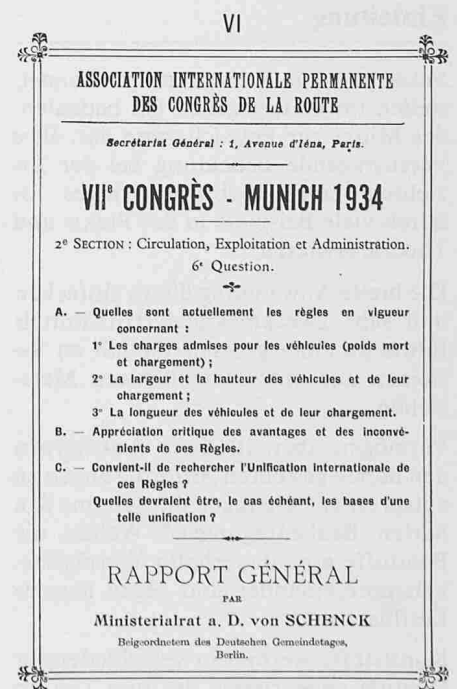 VI
ASSOCIATION INTERNATIONALE PERMANENTE
DES CONGRÈS DE LA ROUTE
Secrétariat Général : 1, Avenue d'Iéna, Paris.
VIIe CONGRÈS - MUNICH 1934
2e SECTION : Circulation, Exploitation et Administration.
6e Question.
A. — Quelles sont actuellement les règles en vigueur
concernant :
1° Les charges admises pour les véhicules (poids mort
et chargement) ;
2° La largeur et la hauteur des véhicules et de leur
chargement ;
3° La longueur des véhicules et de leur chargement.
B. — Appréciation critique des avantages et des inconvé-
nients de ces Règles.
C. — Convient-il de rechercher l'Unification Internationale de
ces Règles ?
Quelles devraient être, le cas échéant, les bases d'une
telle unification ?
RAPPORT GÉNÉRAL
PAR
Ministerialrat a. D. von SCHENCK
Beigeordnetem des Deutschen Gemeindetages,
Berlin.